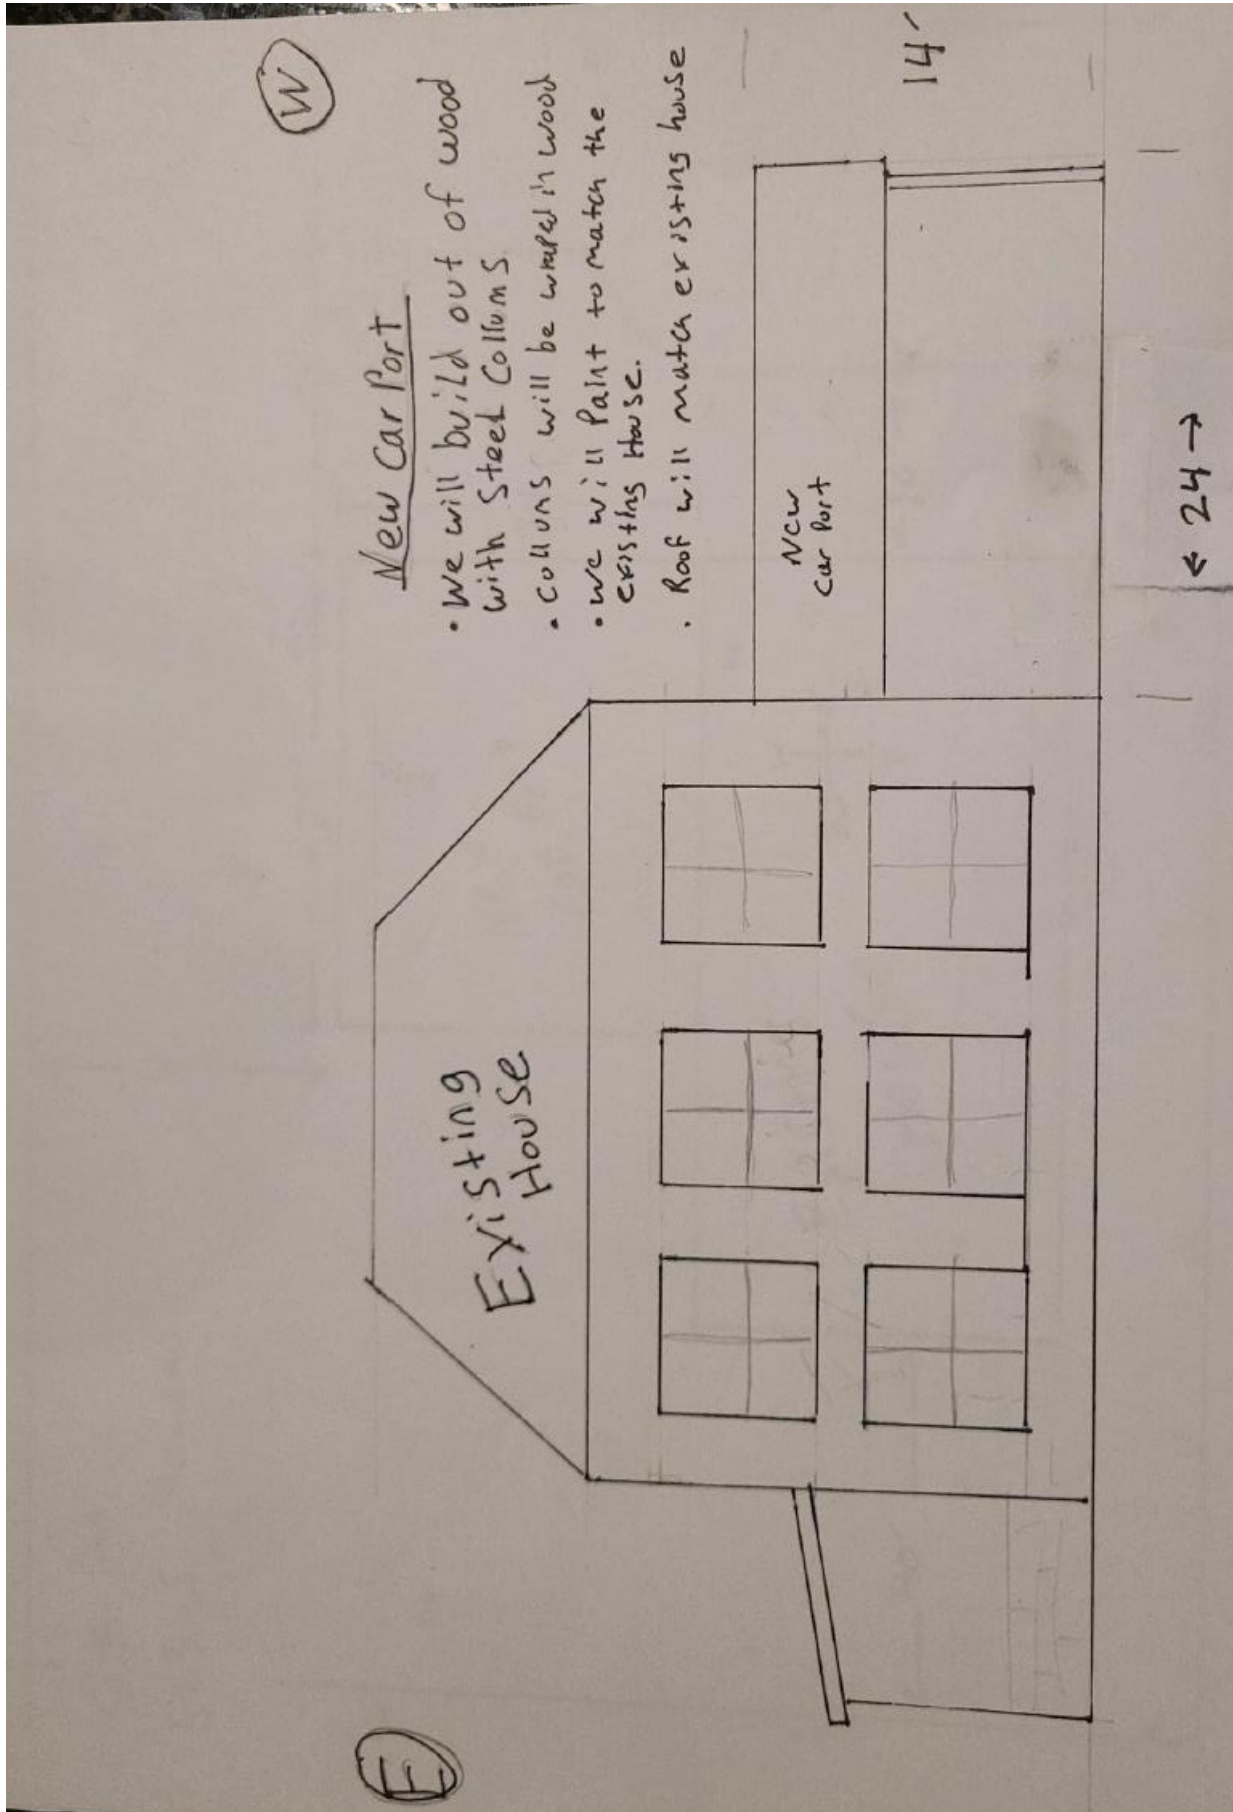 W
New Car Port
• We will build out of wood
with Steel Collums
• Collums will be wraped in wood
• We will Paint to match the
existing House.
. Roof will match existing house
14'
New
Car Port
← 24 →
Existing
House
E